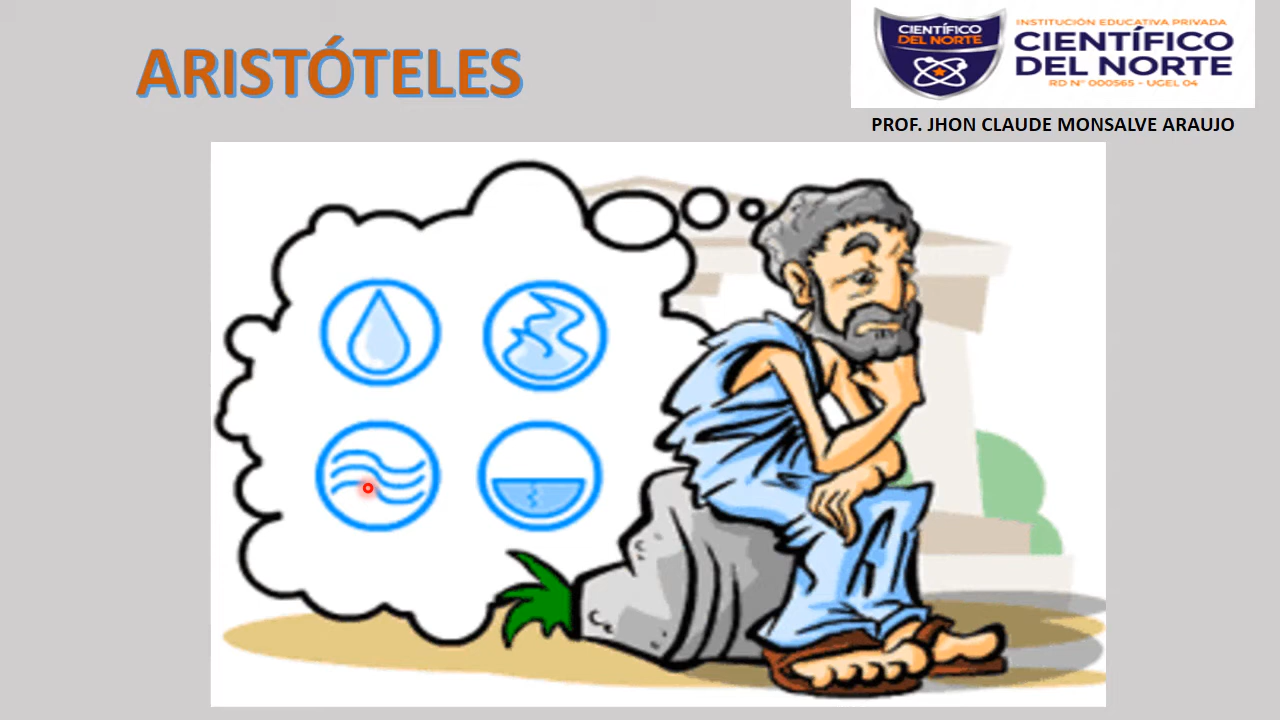 ARISTÓTELES
CIENTÍFICO
DEL NORTE
INSTITUCIÓN EDUCATIVA PRIVADA
CIENTÍFICO
DEL NORTE
RD N° 000565 - UGEL 04
PROF. JHON CLAUDE MONSALVE ARAUJO